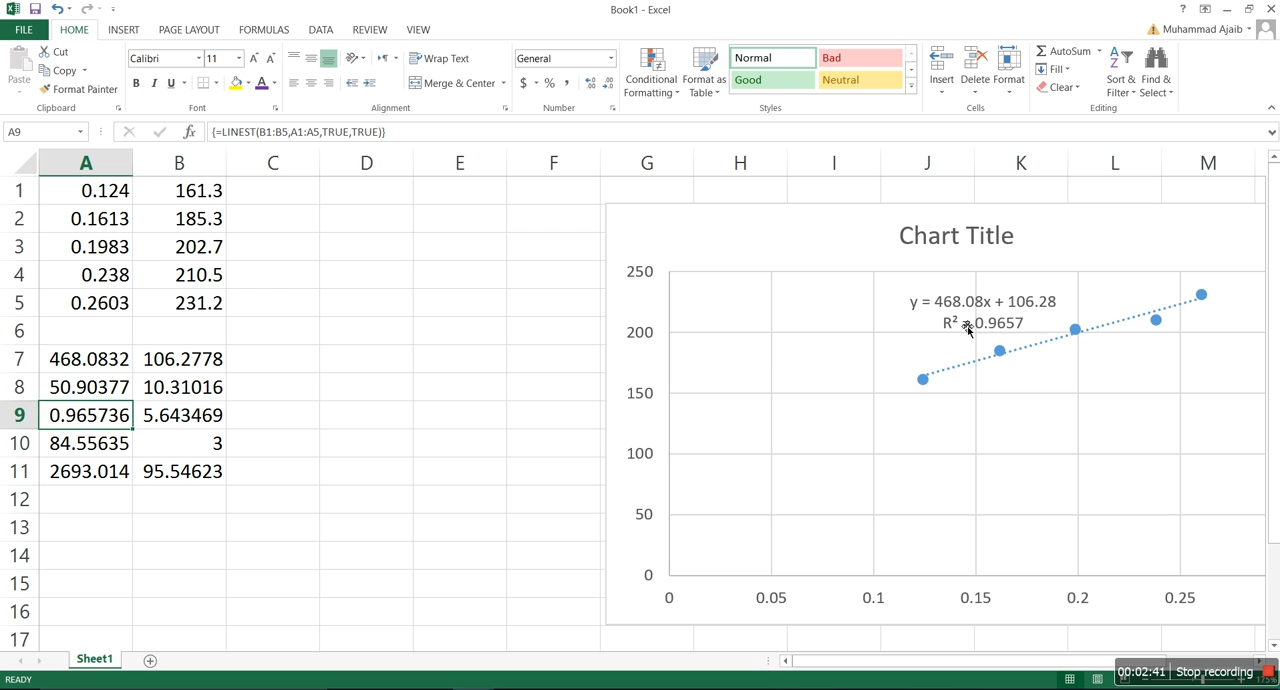 Book1 - Excel
?
FILE HOME INSERT PAGE LAYOUT FORMULAS DATA REVIEW VIEW Muhammad Ajaib
Paste
Cut
Copy
Format Painter
Clipboard
Calibri 11
B I U
Font
Wrap Text
Merge & Center
Alignment
General
$ % ,
Number
Conditional Formatting
Format as Table
Normal Bad
Good Neutral
Styles
Insert Delete Format
Cells
AutoSum
Fill
Clear
Sort & Filter
Find & Select
Editing
A9 fx {=LINEST(B1:B5,A1:A5,TRUE,TRUE)}
A B C D E F G H I J K L M
1 0.124 161.3
2 0.1613 185.3
3 0.1983 202.7
4 0.238 210.5
5 0.2603 231.2
6
7 468.0832 106.2778
8 50.90377 10.31016
9 0.965736 5.643469
10 84.55635 3
11 2693.014 95.54623
12
13
14
15
16
17
Chart Title
y = 468.08x + 106.28
R² = 0.9657
250
200
150
100
50
0
0 0.05 0.1 0.15 0.2 0.25
Sheet1
READY
00:02:41 Stop recording
175%